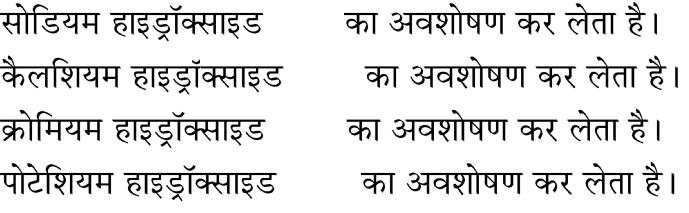 सोडियम हाइड्रॉक्साइड का अवशोषण कर लेता है।
कैलशियम हाइड्रॉक्साइड का अवशोषण कर लेता है।
क्रोमियम हाइड्रॉक्साइड का अवशोषण कर लेता है।
पोटेशियम हाइड्रॉक्साइड का अवशोषण कर लेता है।